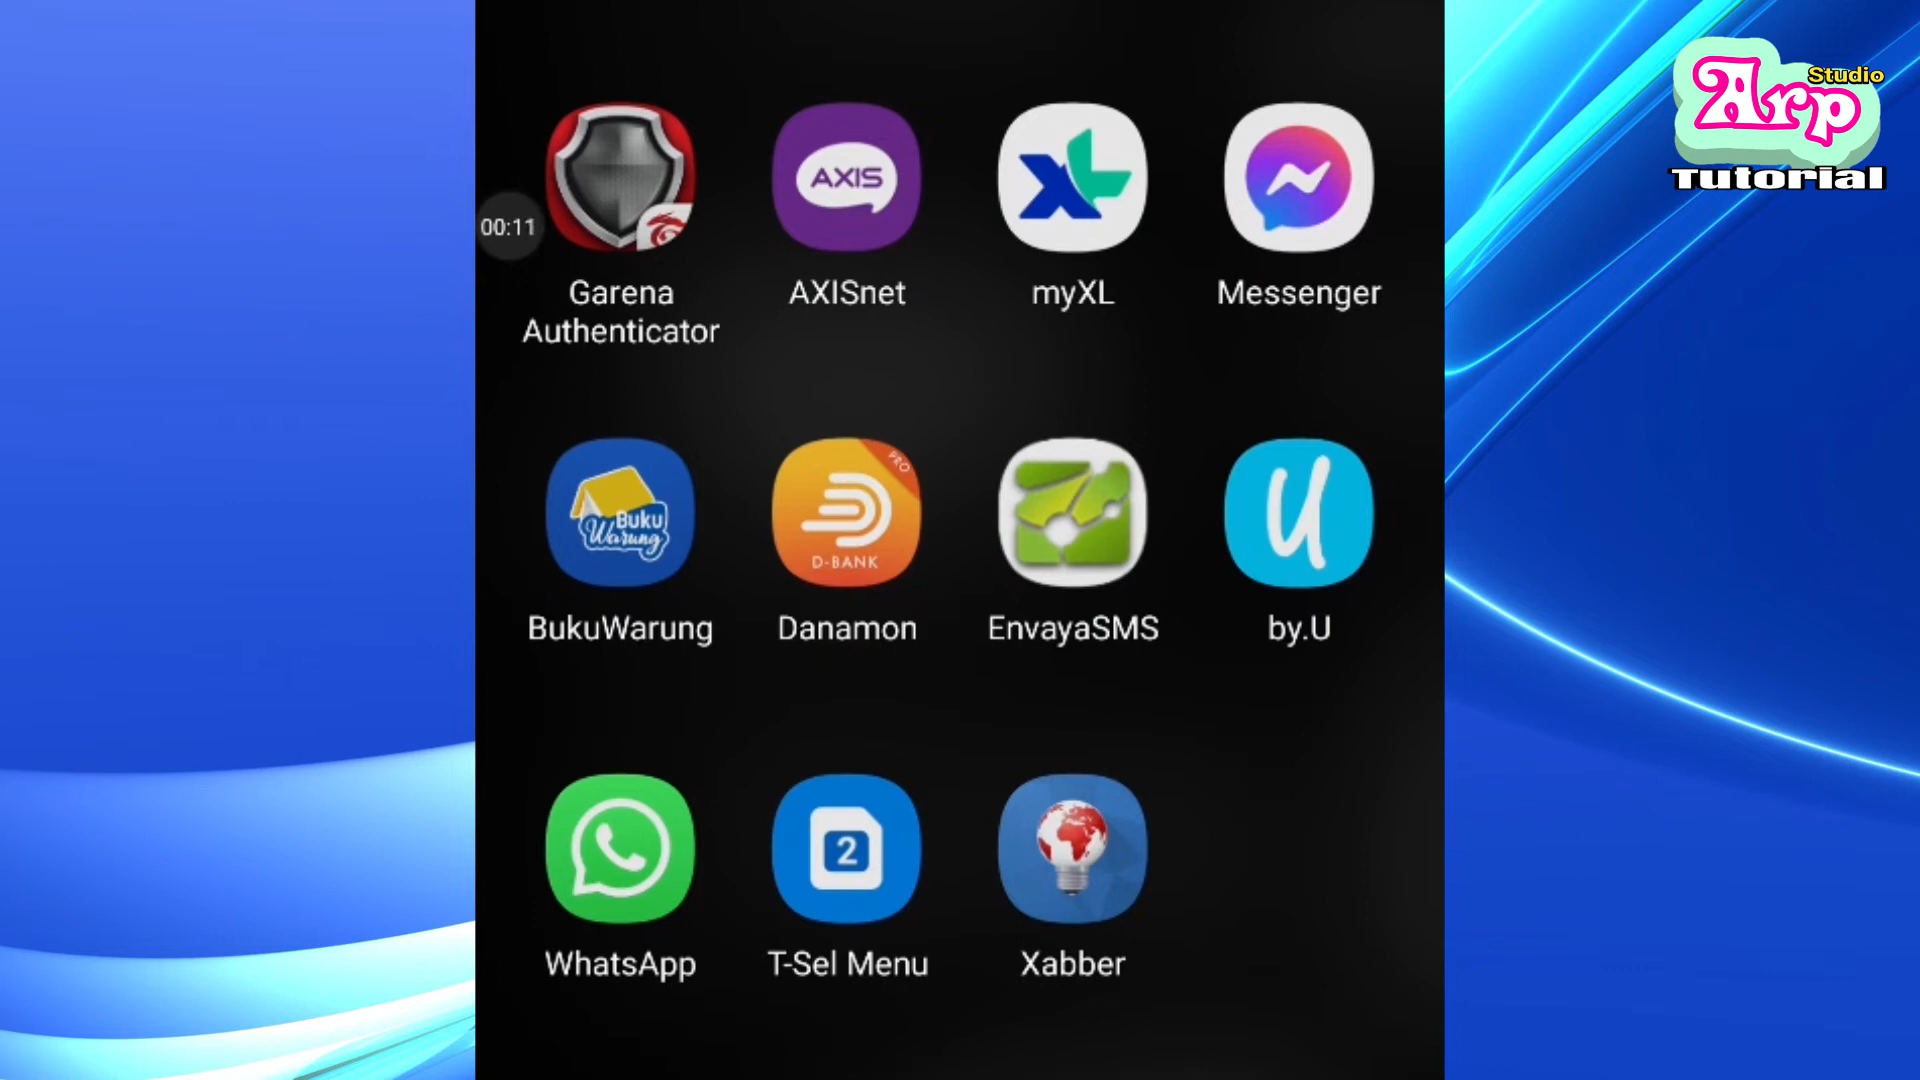 Studio
Arp
Tutorial
00:11
AXIS
XL
Garena
Authenticator
AXISnet
myXL
Messenger
Buku
Warung
PRO
D-BANK
U
BukuWarung
Danamon
EnvayaSMS
by.U
2
WhatsApp
T-Sel Menu
Xabber